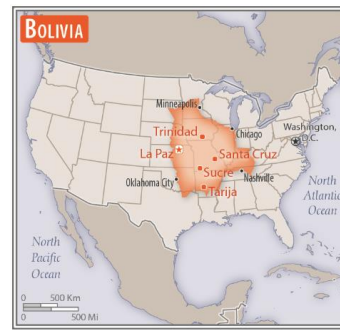 BOLIVIA
Minneapolis
Trinidad
Chicago
Washington,
D.C.
La Paz
Santa Cruz
Sucre
Oklahoma City
Nashville
Tarija
North
Atlantic
Ocean
North
Pacific
Ocean
0 500 Km
0 500 Mi